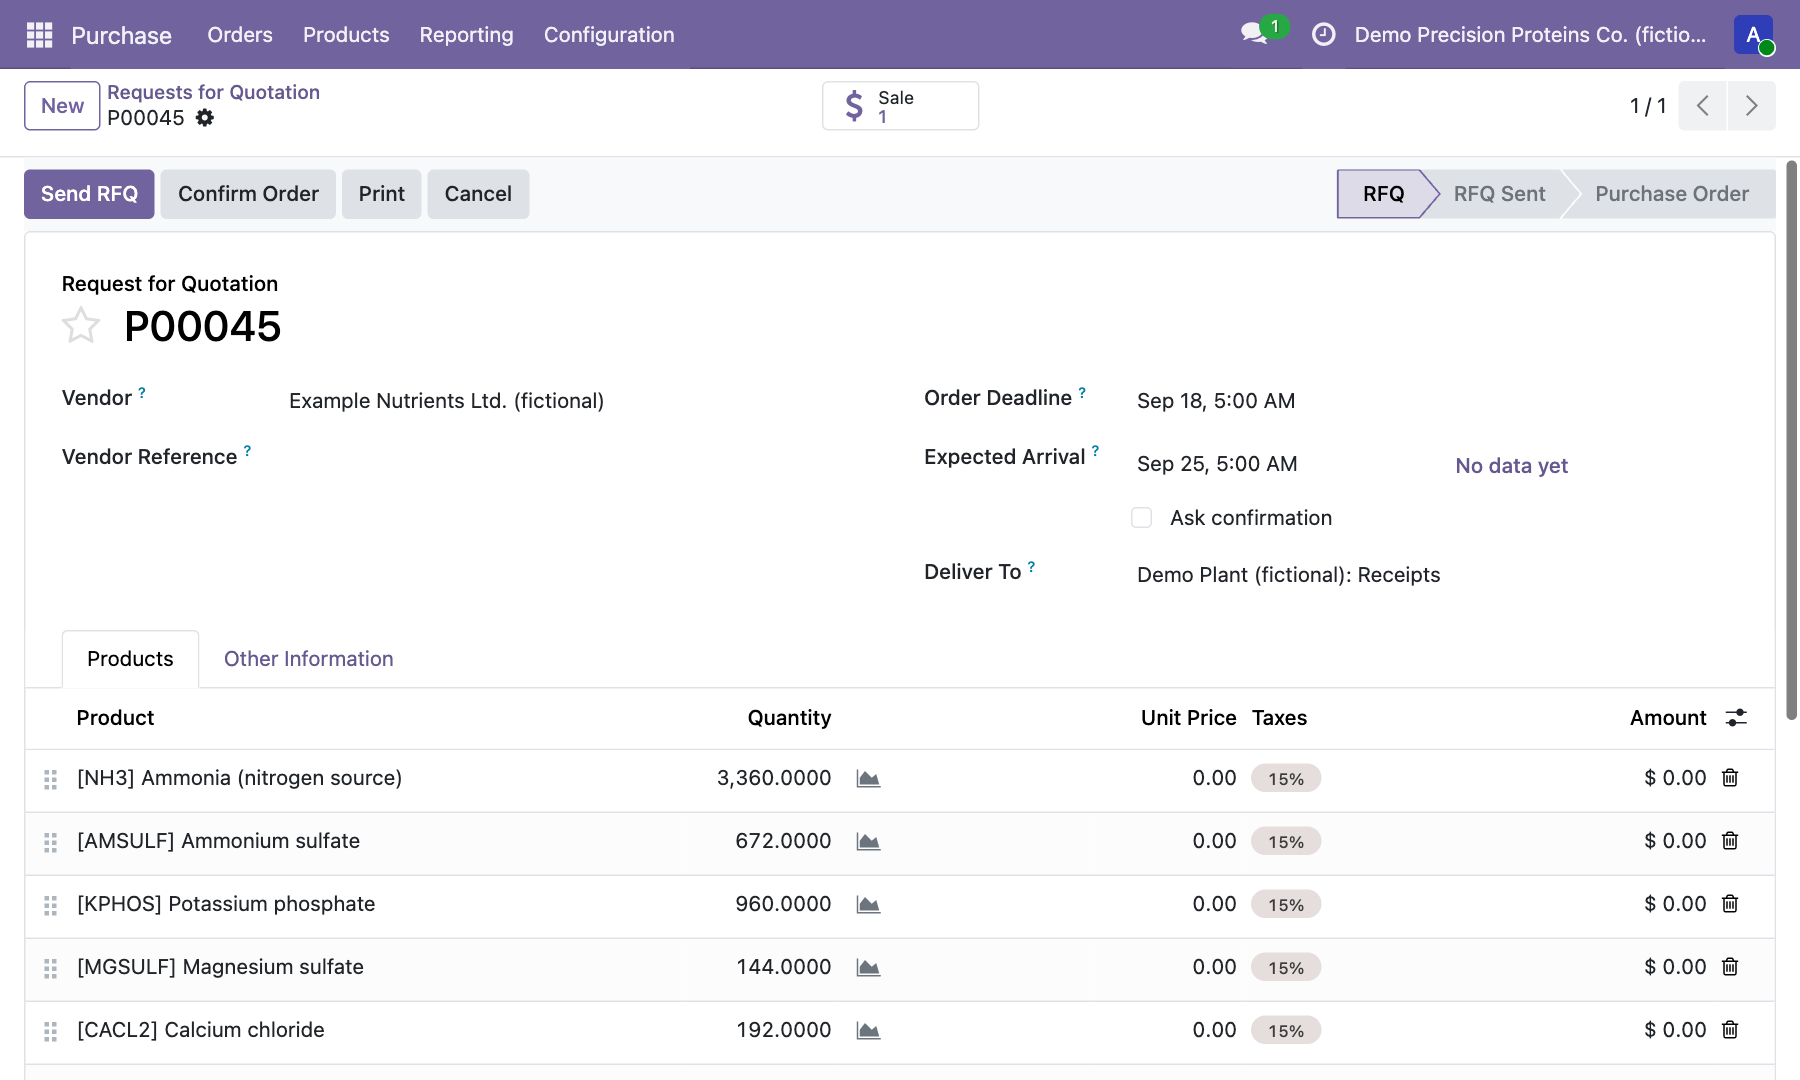 Purchase Orders Products Reporting Configuration 1 Demo Precision Proteins Co. (fictio... A
New Requests for Quotation
P00045
Sale
1
1 / 1
Send RFQ Confirm Order Print Cancel RFQ RFQ Sent Purchase Order
Request for Quotation
P00045
Vendor ? Example Nutrients Ltd. (fictional) Order Deadline ? Sep 18, 5:00 AM
Vendor Reference ? Expected Arrival ? Sep 25, 5:00 AM No data yet
Ask confirmation
Deliver To ? Demo Plant (fictional): Receipts
Products Other Information
Product Quantity Unit Price Taxes Amount
[NH3] Ammonia (nitrogen source) 3,360.0000 0.00 15% $ 0.00
[AMSULF] Ammonium sulfate 672.0000 0.00 15% $ 0.00
[KPHOS] Potassium phosphate 960.0000 0.00 15% $ 0.00
[MGSULF] Magnesium sulfate 144.0000 0.00 15% $ 0.00
[CACL2] Calcium chloride 192.0000 0.00 15% $ 0.00